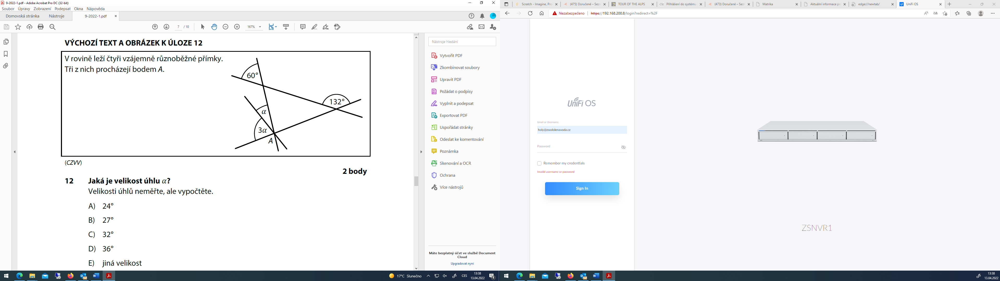 9-2022-1.pdf - Adobe Acrobat Pro DC (32-bit)
Soubor Úpravy Zobrazení Podepsat Okna Nápověda
Domovská stránka Nástroje 9-2022-1.pdf ×
7 / 10 167%
VÝCHOZÍ TEXT A OBRÁZEK K ÚLOZE 12
V rovině leží čtyři vzájemně různoběžné přímky.
Tři z nich procházejí bodem A.
60°
132°
α
3α
A
(CZVV)
2 body
12 Jaká je velikost úhlu α?
Velikosti úhlů neměřte, ale vypočtěte.
A) 24°
B) 27°
C) 32°
D) 36°
E) jiná velikost
Nástroje hledání
Vytvořit PDF
Zkombinovat soubory
Upravit PDF
Požádat o podpisy
Vyplnit a podepsat
Exportovat PDF
Uspořádat stránky
Odeslat ke komentování
Poznámka
Skenování a OCR
Ochrana
Více nástrojů
Máte bezplatný účet ve službě Document
Cloud
Upgradovat nyní
17°C Slunečno CES 13:38
13.04.2022
4
Scratch - Imagine, Pro (475) Doručené – Sezn TOUR OF THE ALPS Přihlášení do systému (473) Doručené – Sezn Matrika Aktuální informace pr edge://newtab/ UniFi OS
Nezabezpečeno https://192.168.200.8/login?redirect=%2F
UniFi OS
Email or Username
holy@zsodolenavoda.cz
Password
Remember my credentials
Invalid username or password
Sign In
ZSNVR1
13:38
13.04.2022